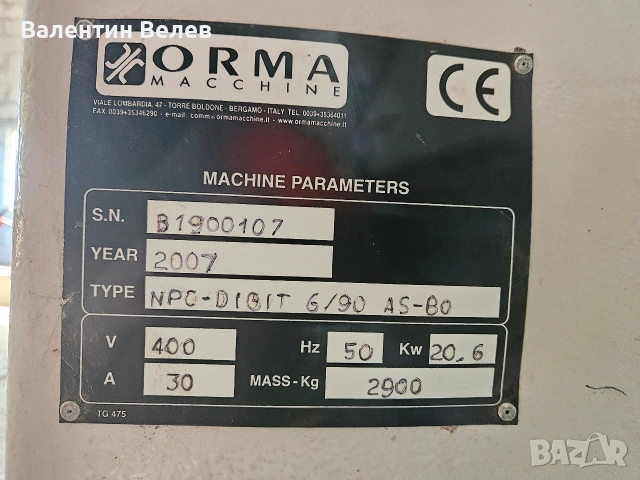 Валентин Велев
ORMA
MACCHINE
CE
VIALE LOMBARDIA, 47 - TORRE BOLDONE - BERGAMO - ITALY TEL. 0039+35364011
FAX 0039+35346290 - e-mail: comm@ormamacchine.it - www.ormamacchine.it
MACHINE PARAMETERS
S.N. B1900107
YEAR 2007
TYPE NPC-DIGIT 6/90 AS-80
V 400 Hz 50 Kw 20.6
A 30 MASS-Kg 2900
TG 475
BAZAR